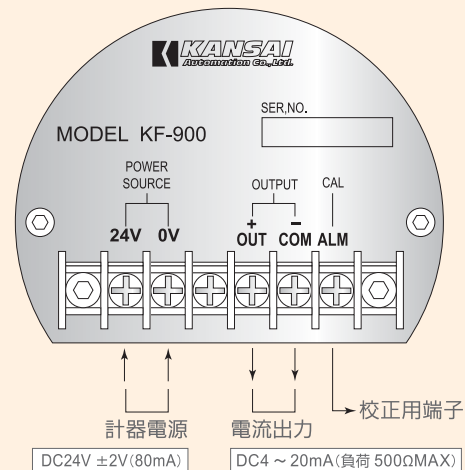 KANSAI
Automation Co.,Ltd.
SER,NO.
MODEL KF-900
POWER
SOURCE
OUTPUT
CAL
24V 0V
+ −
OUT COM ALM
校正用端子
計器電源
電流出力
DC24V ±2V(80mA)
DC4 ～ 20mA(負荷 500ΩMAX)